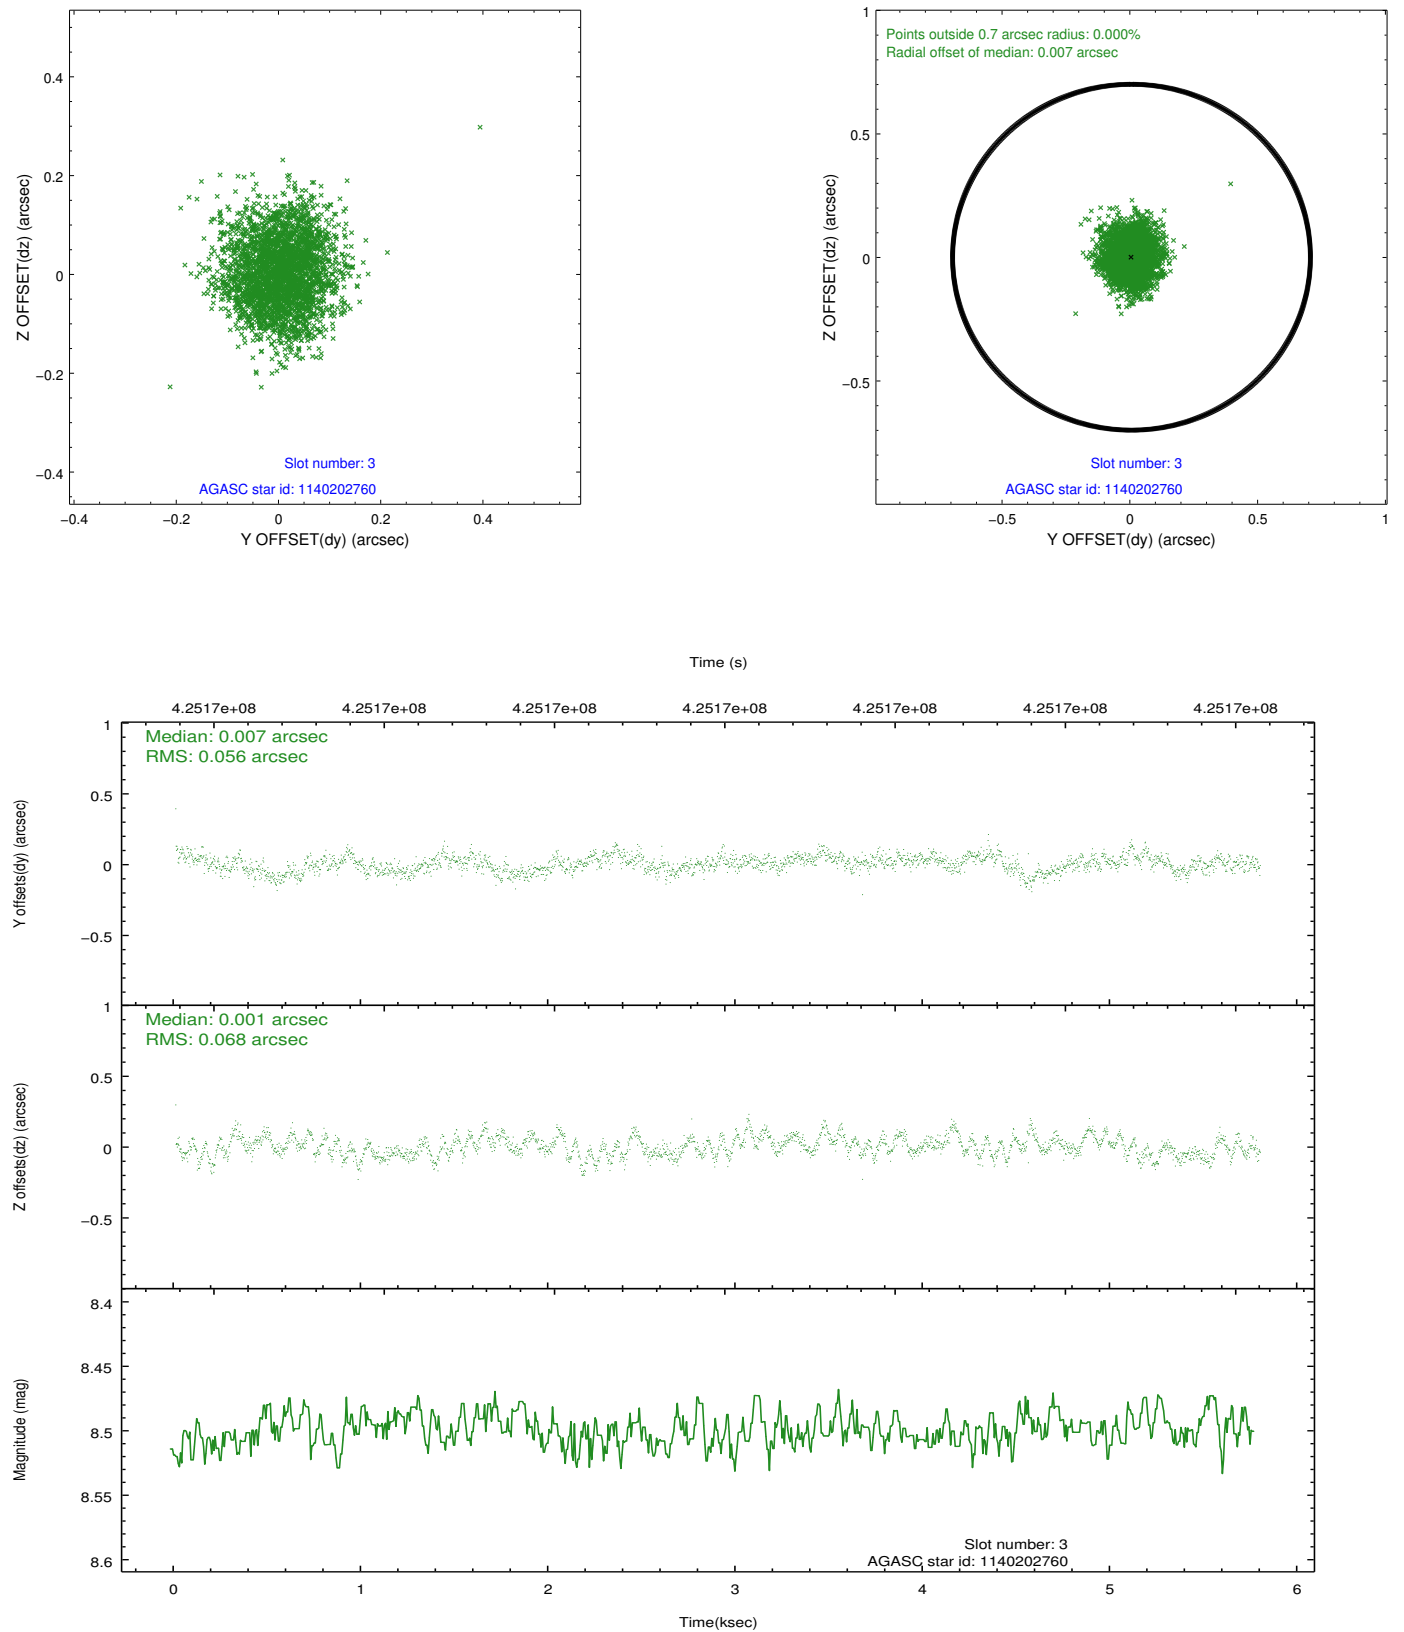 0.4
0.2
0
−0.2
−0.4
Z OFFSET(dz) (arcsec)
Slot number: 3
AGASC star id: 1140202760
−0.4 −0.2 0 0.2 0.4
Y OFFSET(dy) (arcsec)
1
0.5
0
−0.5
Z OFFSET(dz) (arcsec)
Points outside 0.7 arcsec radius: 0.000%
Radial offset of median: 0.007 arcsec
Slot number: 3
AGASC star id: 1140202760
−0.5 0 0.5 1
Y OFFSET(dy) (arcsec)
Time (s)
4.2517e+08 4.2517e+08 4.2517e+08 4.2517e+08 4.2517e+08 4.2517e+08 4.2517e+08
1
0.5
0
−0.5
Y offsets(dy) (arcsec)
Median: 0.007 arcsec
RMS: 0.056 arcsec
1
0.5
0
−0.5
Z offsets(dz) (arcsec)
Median: 0.001 arcsec
RMS: 0.068 arcsec
8.4
8.45
8.5
8.55
8.6
Magnitude (mag)
Slot number: 3
AGASC star id: 1140202760
0 1 2 3 4 5 6
Time(ksec)